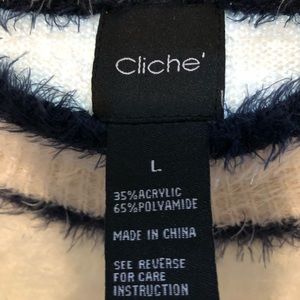 Cliche'
L
35%ACRYLIC
65%POLYAMIDE
MADE IN CHINA
SEE REVERSE
FOR CARE
INSTRUCTION